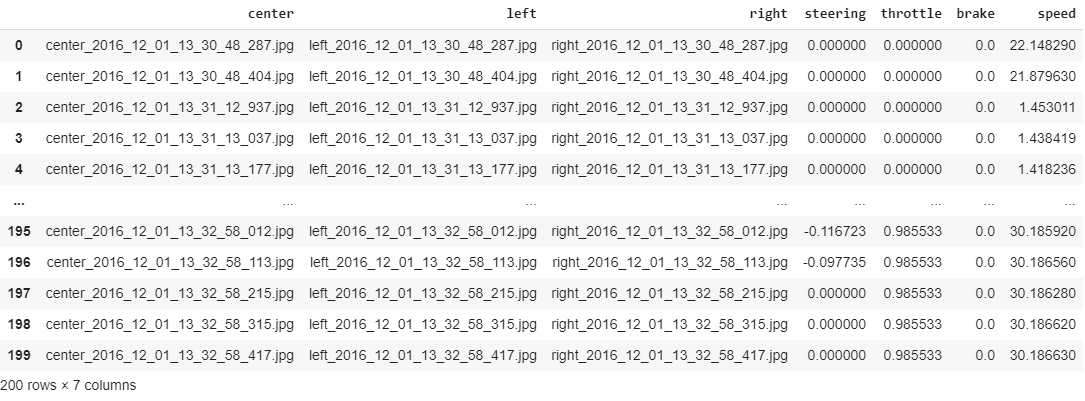 center left right steering throttle brake speed
0 center_2016_12_01_13_30_48_287.jpg left_2016_12_01_13_30_48_287.jpg right_2016_12_01_13_30_48_287.jpg 0.000000 0.000000 0.0 22.148290
1 center_2016_12_01_13_30_48_404.jpg left_2016_12_01_13_30_48_404.jpg right_2016_12_01_13_30_48_404.jpg 0.000000 0.000000 0.0 21.879630
2 center_2016_12_01_13_31_12_937.jpg left_2016_12_01_13_31_12_937.jpg right_2016_12_01_13_31_12_937.jpg 0.000000 0.000000 0.0 1.453011
3 center_2016_12_01_13_31_13_037.jpg left_2016_12_01_13_31_13_037.jpg right_2016_12_01_13_31_13_037.jpg 0.000000 0.000000 0.0 1.438419
4 center_2016_12_01_13_31_13_177.jpg left_2016_12_01_13_31_13_177.jpg right_2016_12_01_13_31_13_177.jpg 0.000000 0.000000 0.0 1.418236
... ... ... ... ... ... ... ...
195 center_2016_12_01_13_32_58_012.jpg left_2016_12_01_13_32_58_012.jpg right_2016_12_01_13_32_58_012.jpg -0.116723 0.985533 0.0 30.185920
196 center_2016_12_01_13_32_58_113.jpg left_2016_12_01_13_32_58_113.jpg right_2016_12_01_13_32_58_113.jpg -0.097735 0.985533 0.0 30.186560
197 center_2016_12_01_13_32_58_215.jpg left_2016_12_01_13_32_58_215.jpg right_2016_12_01_13_32_58_215.jpg 0.000000 0.985533 0.0 30.186280
198 center_2016_12_01_13_32_58_315.jpg left_2016_12_01_13_32_58_315.jpg right_2016_12_01_13_32_58_315.jpg 0.000000 0.985533 0.0 30.186620
199 center_2016_12_01_13_32_58_417.jpg left_2016_12_01_13_32_58_417.jpg right_2016_12_01_13_32_58_417.jpg 0.000000 0.985533 0.0 30.186630
200 rows × 7 columns